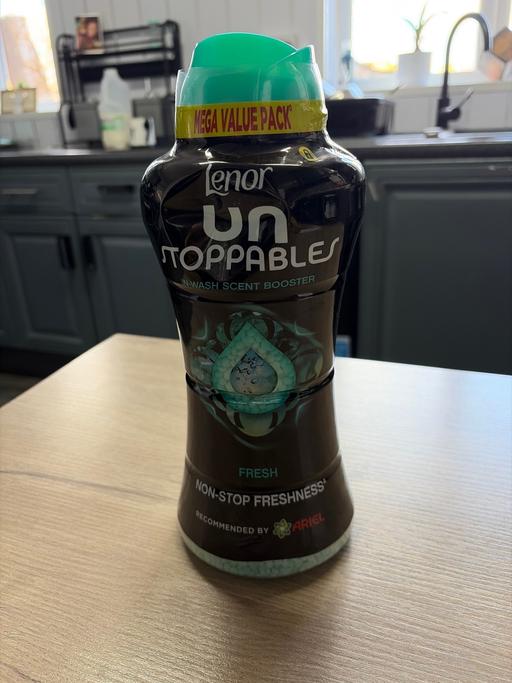 MEGA VALUE PACK*
Lenor
UN
STOPPABLES
IN-WASH SCENT BOOSTER
FRESH
NON-STOP FRESHNESS*
RECOMMENDED BY ARIEL